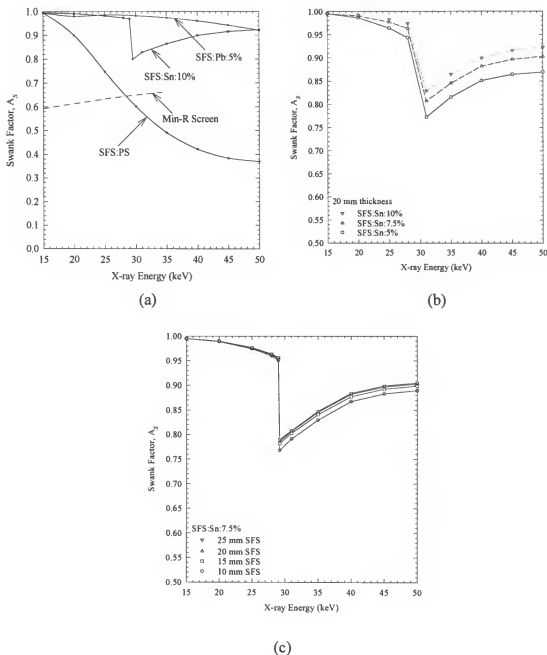 1.0
0.9
0.8
0.7
0.6
0.5
0.4
0.3
0.2
0.1
0.0
Swank Factor, A_S
SFS:Pb:5%
SFS:Sn:10%
Min-R Screen
SFS:PS
15 20 25 30 35 40 45 50
X-ray Energy (keV)
(a)
1.00
0.95
0.90
0.85
0.80
0.75
0.70
0.65
0.60
0.55
0.50
Swank Factor, A_S
20 mm thickness
SFS:Sn:10%
SFS:Sn:7.5%
SFS:Sn:5%
15 20 25 30 35 40 45 50
X-ray Energy (keV)
(b)
1.00
0.95
0.90
0.85
0.80
0.75
0.70
0.65
0.60
0.55
0.50
Swank Factor, A_S
SFS:Sn:7.5%
25 mm SFS
20 mm SFS
15 mm SFS
10 mm SFS
15 20 25 30 35 40 45 50
X-ray Energy (keV)
(c)